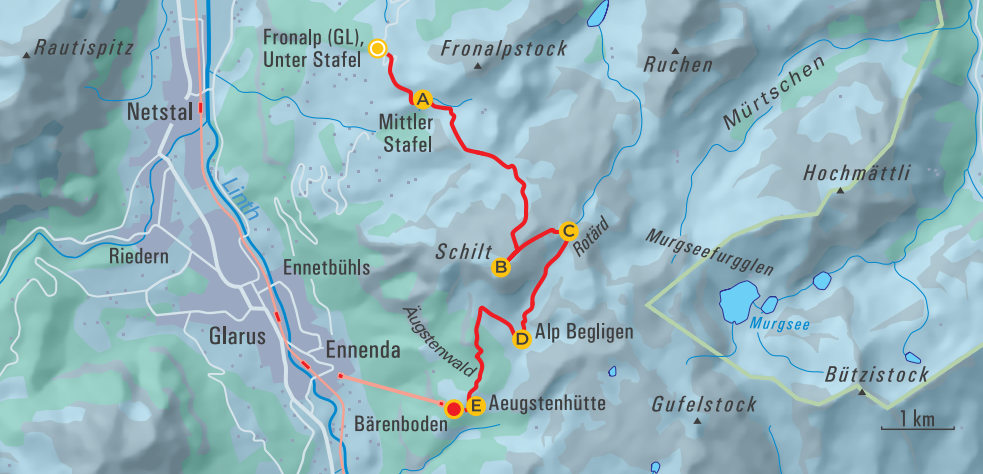 Rautispitz
Fronalp (GL),
Unter Stafel
Fronalpstock
Ruchen
Mürtschen
Netstal
A
Mittler
Stafel
Hochmättli
Linth
C
Rotärd
Schilt
B
Murgseefurgglen
Riedern
Ennetbühls
Murgsee
Glarus
Äugstenwald
D
Alp Begligen
Ennenda
Bützistock
E
Aeugstenhütte
Gufelstock
Bärenboden
1 km